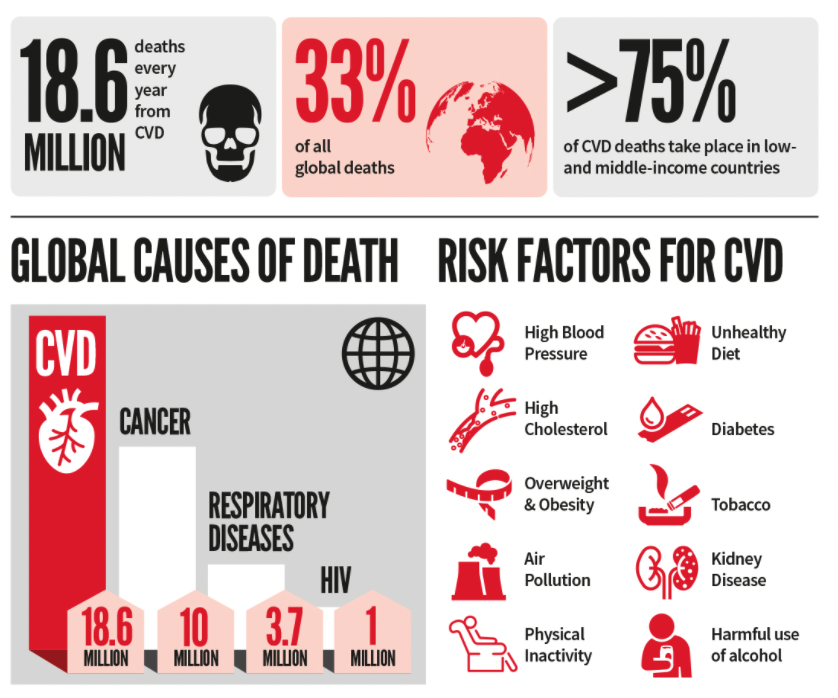 18.6
MILLION
deaths
every
year
from
CVD
33%
of all
global deaths
>75%
of CVD deaths take place in low-
and middle-income countries
GLOBAL CAUSES OF DEATH
CVD
CANCER
RESPIRATORY
DISEASES
HIV
18.6
MILLION
10
MILLION
3.7
MILLION
1
MILLION
RISK FACTORS FOR CVD
High Blood
Pressure
Unhealthy
Diet
High
Cholesterol
Diabetes
Overweight
& Obesity
Tobacco
Air
Pollution
Kidney
Disease
Physical
Inactivity
Harmful use
of alcohol